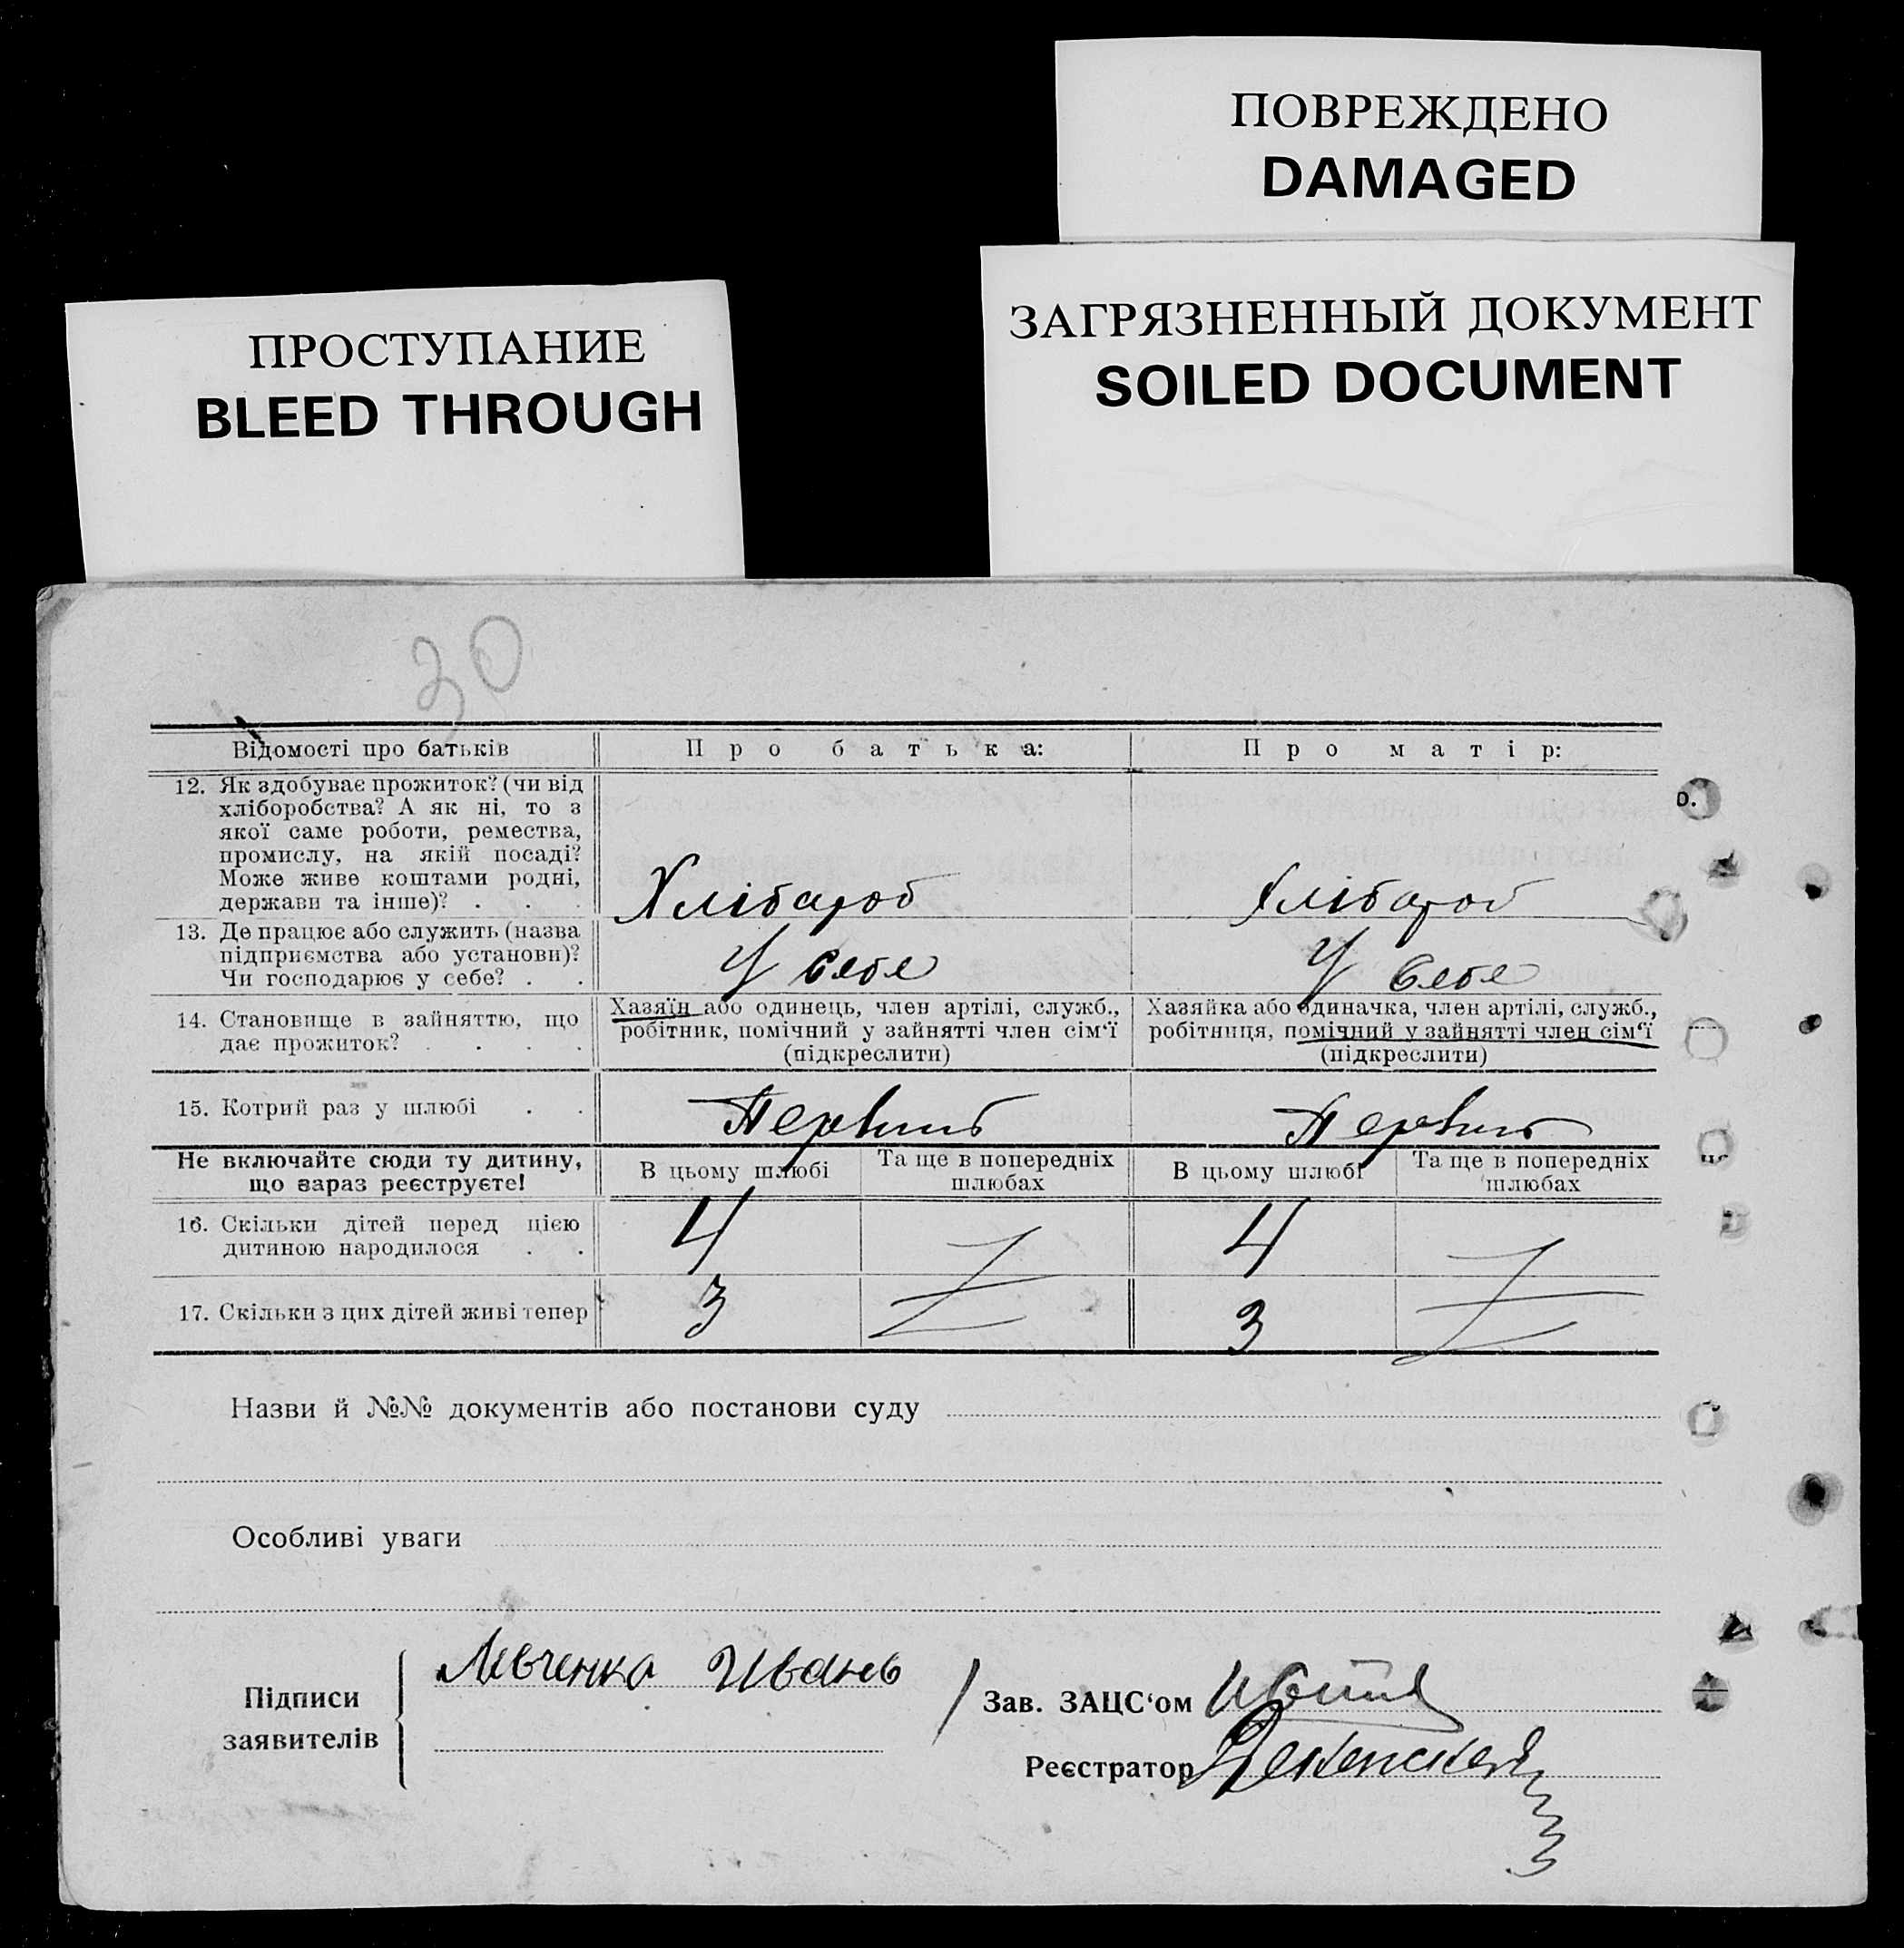 ПОВРЕЖДЕНО
DAMAGED
ЗАГРЯЗНЕННЫЙ ДОКУМЕНТ
SOILED DOCUMENT
ПРОСТУПАНИЕ
BLEED THROUGH
30
Відомості про батьків Про батька: Про матір:
12. Як здобуває прожиток? (чи від
хліборобства? А як ні, то з
якої саме роботи, ремества,
промислу, на якій посаді?
Може живе коштами родні,
держави та інше)? . . .
Хлібароб Хлібароб
13. Де працює або служить (назва
підприємства або установи)?
Чи господарює у себе? . .
У себе У себе
14. Становище в зайняттю, що
дає прожиток? . . . .
Хазяїн або одинець, член артілі, служб.,
робітник, помічний у зайнятті член сім‘ї
(підкреслити)
Хазяйка або одиначка, член артілі, служб.,
робітниця, помічний у зайнятті член сім‘ї
(підкреслити)
15. Котрий раз у шлюбі . .
Не включайте сюди ту дитину,
що зараз реєструєте!
В цьому шлюбі Та ще в попередніх
шлюбах
В цьому шлюбі Та ще в попередніх
шлюбах
16. Скільки дітей перед цією
дитиною народилося . .
4 4
17. Скільки з цих дітей живі тепер
3 3
Назви й №№ документів або постанови суду
Особливі уваги
Підписи
заявителів
Левченко Ивань
Зав. ЗАЦС‘ом
Реєстратор